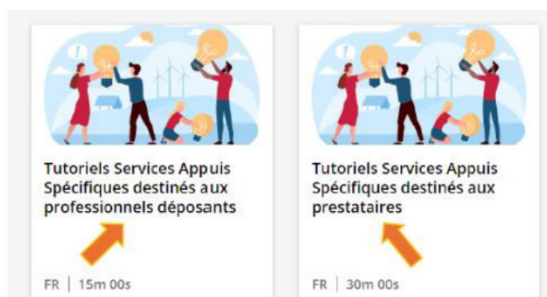 Tutoriels Services Appuis
Spécifiques destinés aux
professionnels déposants
FR | 15m 00s
Tutoriels Services Appuis
Spécifiques destinés aux
prestataires
FR | 30m 00s